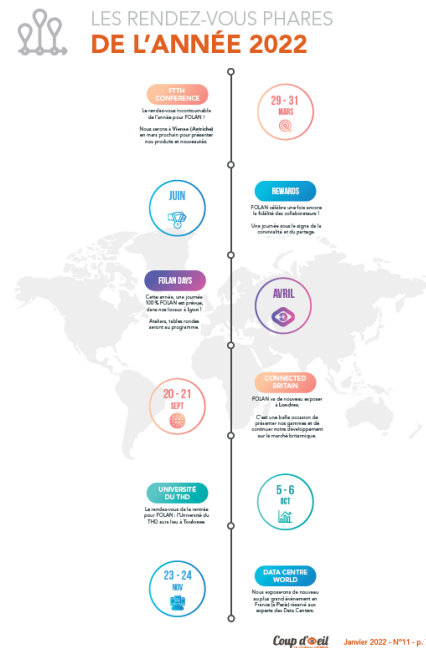 LES RENDEZ-VOUS PHARES
DE L'ANNÉE 2022
FTTH
CONFERENCE
Le rendez-vous incontournable
de l'année pour FOLAN !
Nous serons à Vienne (Autriche)
en mars prochain pour présenter
nos produits et nouveautés.
29 - 31
MARS
JUIN
REWARDS
FOLAN célèbre une fois encore
la fidélité des collaborateurs !
Une journée sous le signe de la
convivialité et du partage.
FOLAN DAYS
Cette année, une journée
100% FOLAN est prévue,
dans nos locaux à Lyon !
Ateliers, tables rondes
seront au programme.
AVRIL
20 - 21
SEPT
CONNECTED
BRITAIN
FOLAN va de nouveau exposer
à Londres.
C'est une belle occasion de
présenter nos gammes et de
continuer notre développement
sur le marché britannique.
UNIVERSITÉ
DU THD
Le rendez-vous de la rentrée
pour FOLAN : l'Université du
THD aura lieu à Toulouse.
5 - 6
OCT
23 - 24
NOV
DATA CENTRE
WORLD
Nous exposerons de nouveau
au plus grand événement en
France (à Paris) réservé aux
experts des Data Centers.
Coup d'œil
Janvier 2022 - N°11 - p.